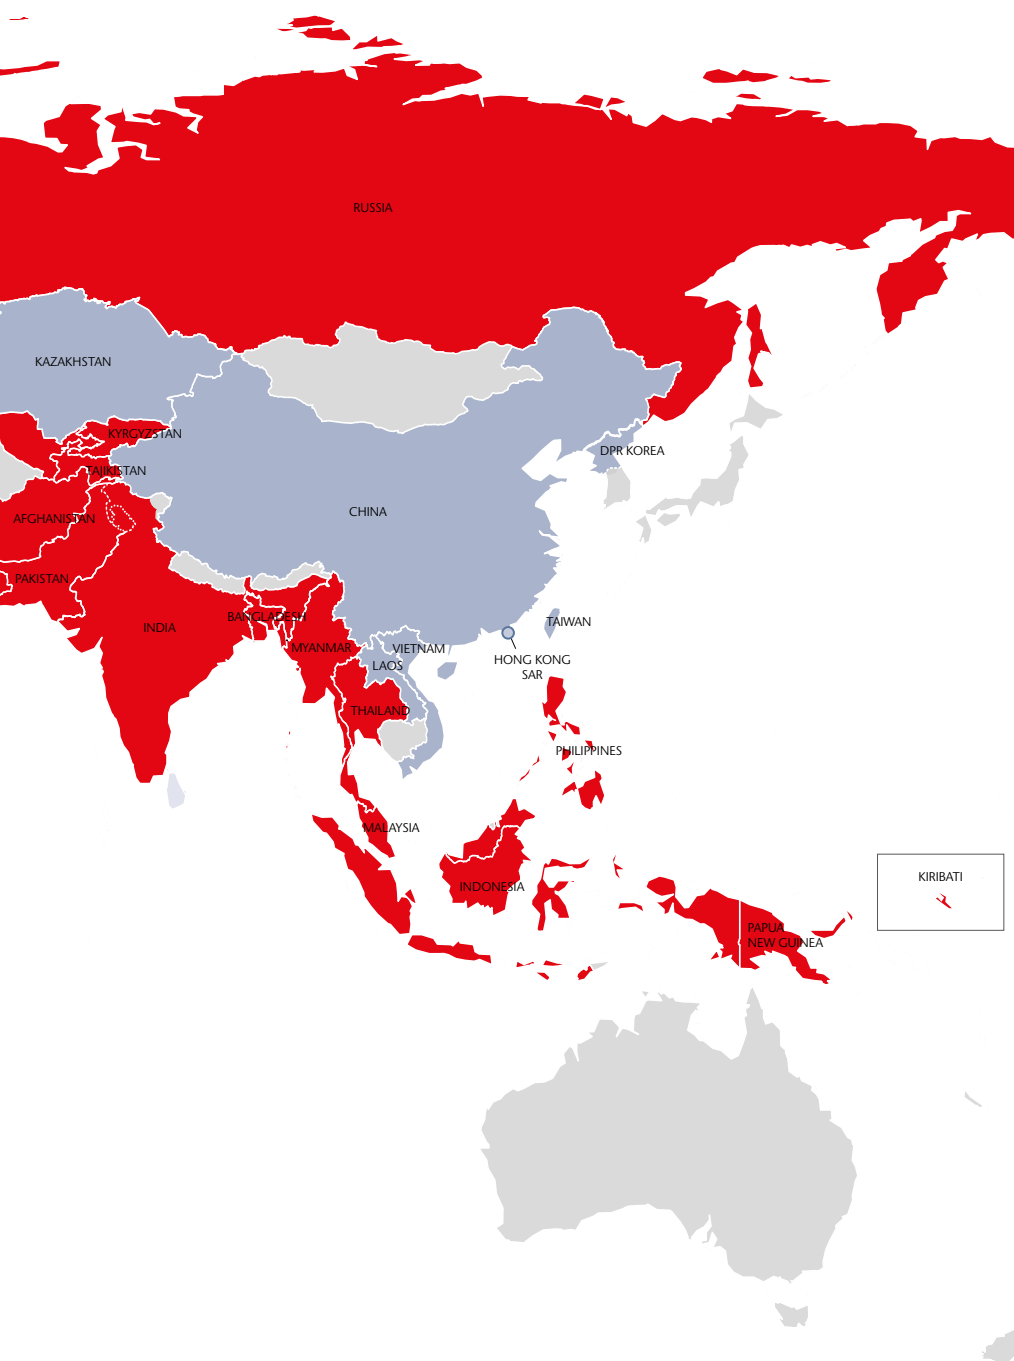 RUSSIA
KAZAKHSTAN
KYRGYZSTAN
DPR KOREA
TAJIKISTAN
CHINA
AFGHANISTAN
PAKISTAN
BANGLADESH
TAIWAN
INDIA
MYANMAR
VIETNAM
HONG KONG
SAR
LAOS
THAILAND
PHILIPPINES
MALAYSIA
KIRIBATI
INDONESIA
PAPUA
NEW GUINEA